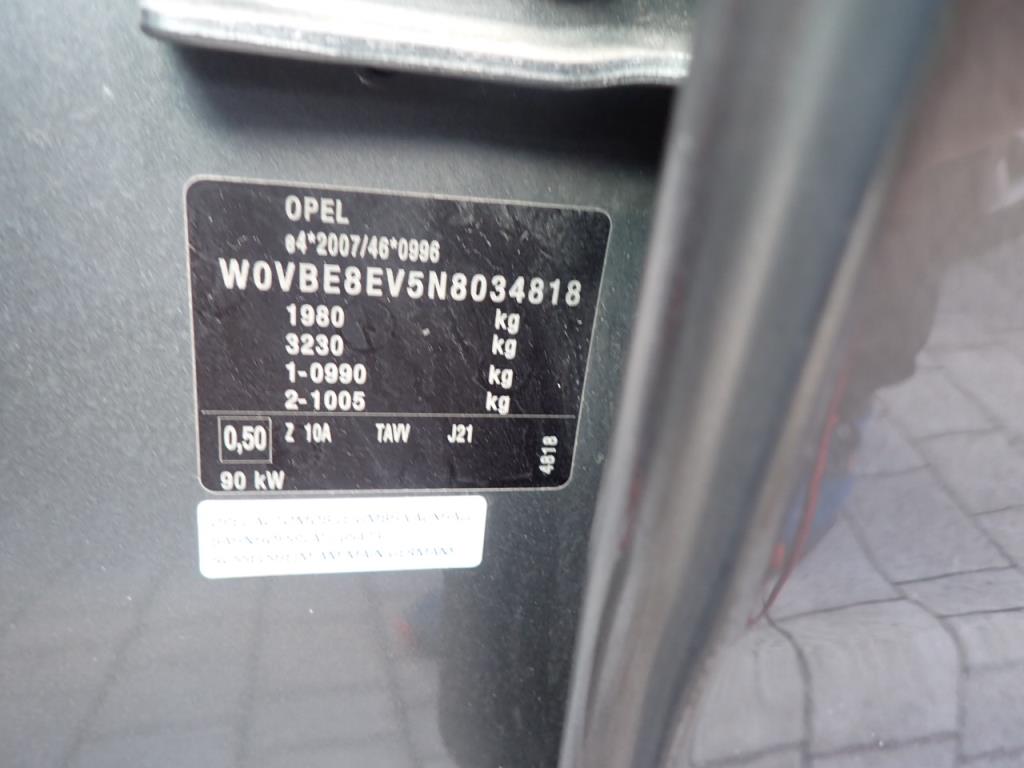 OPEL
e4*2007/46*0996
W0VBE8EV5N8034818
1980 kg
3230 kg
1-0990 kg
2-1005 kg
0,50 Z 10A TAVV J21
4818
90 kW